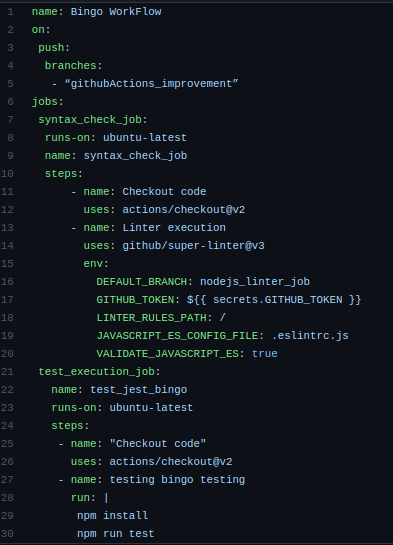 1 name: Bingo WorkFlow
2 on:
3  push:
4   branches:
5    - “githubActions_improvement”
6 jobs:
7  syntax_check_job:
8   runs-on: ubuntu-latest
9   name: syntax_check_job
10   steps:
11       - name: Checkout code
12         uses: actions/checkout@v2
13       - name: Linter execution
14         uses: github/super-linter@v3
15         env:
16           DEFAULT_BRANCH: nodejs_linter_job
17           GITHUB_TOKEN: ${{ secrets.GITHUB_TOKEN }}
18           LINTER_RULES_PATH: /
19           JAVASCRIPT_ES_CONFIG_FILE: .eslintrc.js
20           VALIDATE_JAVASCRIPT_ES: true
21  test_execution_job:
22    name: test_jest_bingo
23    runs-on: ubuntu-latest
24    steps:
25     - name: "Checkout code"
26       uses: actions/checkout@v2
27     - name: testing bingo testing
28       run: |
29        npm install
30        npm run test